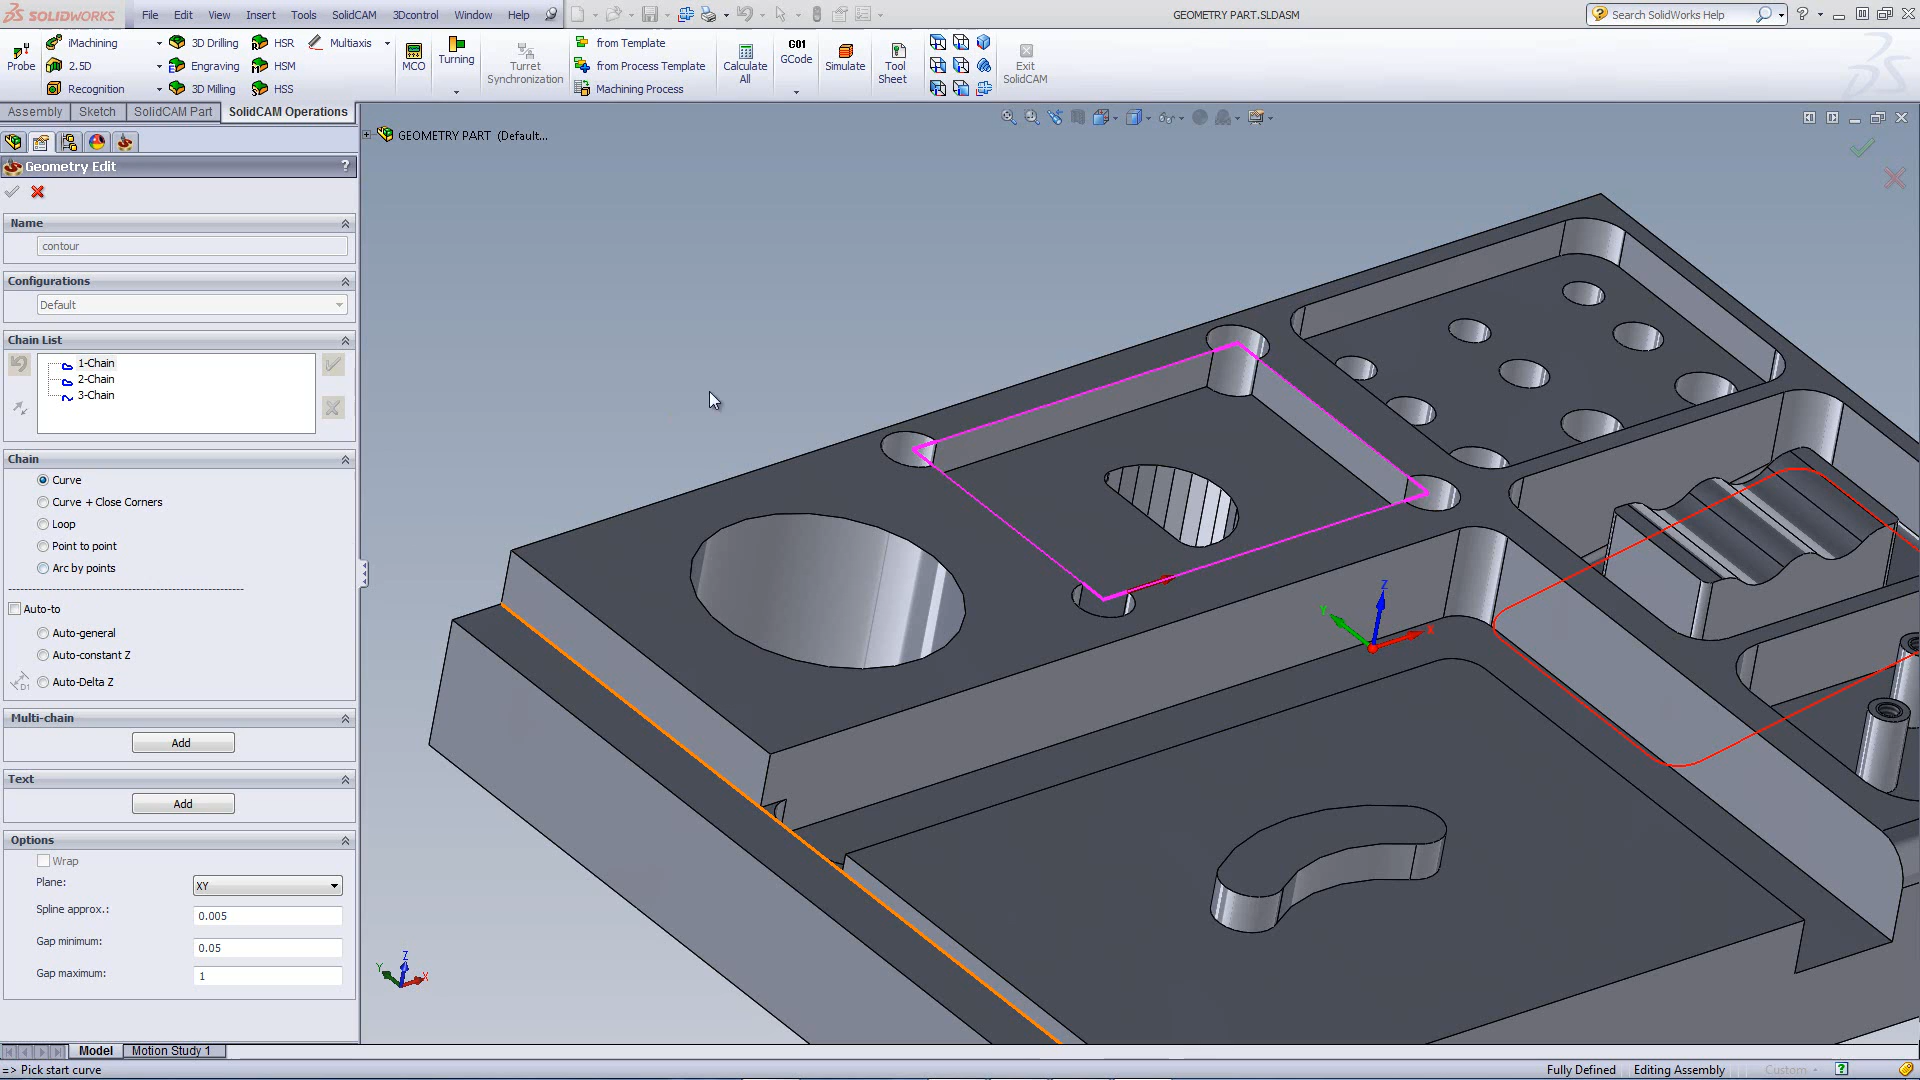 SOLIDWORKS File Edit View Insert Tools SolidCAM 3Dcontrol Window Help GEOMETRY PART.SLDASM Search SolidWorks Help
Probe iMachining 2.5D Recognition 3D Drilling Engraving 3D Milling HSR HSM HSS Multiaxis MCO Turning Turret Synchronization from Template from Process Template Machining Process Calculate All G01 GCode Simulate Tool Sheet Exit SolidCAM
Assembly Sketch SolidCAM Part SolidCAM Operations
GEOMETRY PART (Default...
Geometry Edit ?
Name
contour
Configurations
Default
Chain List
1-Chain
2-Chain
3-Chain
Chain
Curve
Curve + Close Corners
Loop
Point to point
Arc by points
Auto-to
Auto-general
Auto-constant Z
D1 Auto-Delta Z
Multi-chain
Add
Text
Add
Options
Wrap
Plane: XY
Spline approx.: 0.005
Gap minimum: 0.05
Gap maximum: 1
Z
Y
X
Z
Y
X
Model Motion Study 1
=> Pick start curve Fully Defined Editing Assembly Custom